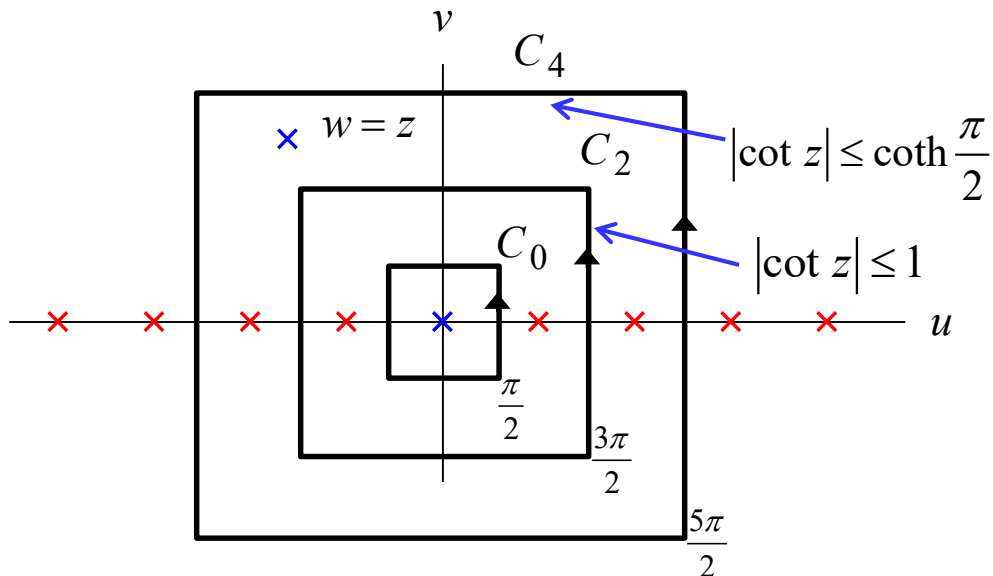 v
C₄
w = z
C₂
|cot z| ≤ coth π/2
C₀
|cot z| ≤ 1
u
π/2
3π/2
5π/2